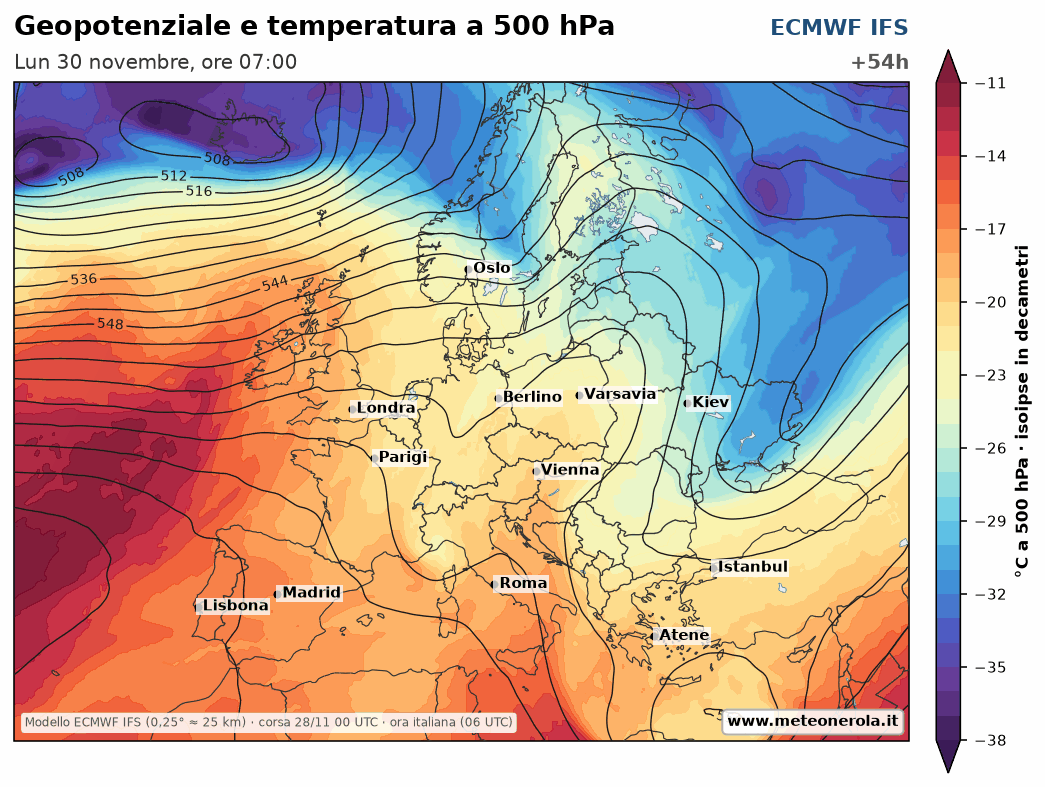 Geopotenziale e temperatura a 500 hPa
ECMWF IFS
Lun 30 novembre, ore 07:00
+54h
508
508
512
516
536
544
548
Oslo
Berlino
Varsavia
Kiev
Londra
Parigi
Vienna
Istanbul
Roma
Madrid
Lisbona
Atene
Modello ECMWF IFS (0,25° ≈ 25 km) · corsa 28/11 00 UTC · ora italiana (06 UTC)
www.meteonerola.it
−11
−14
−17
−20
−23
−26
−29
−32
−35
−38
°C a 500 hPa · isoipse in decametri